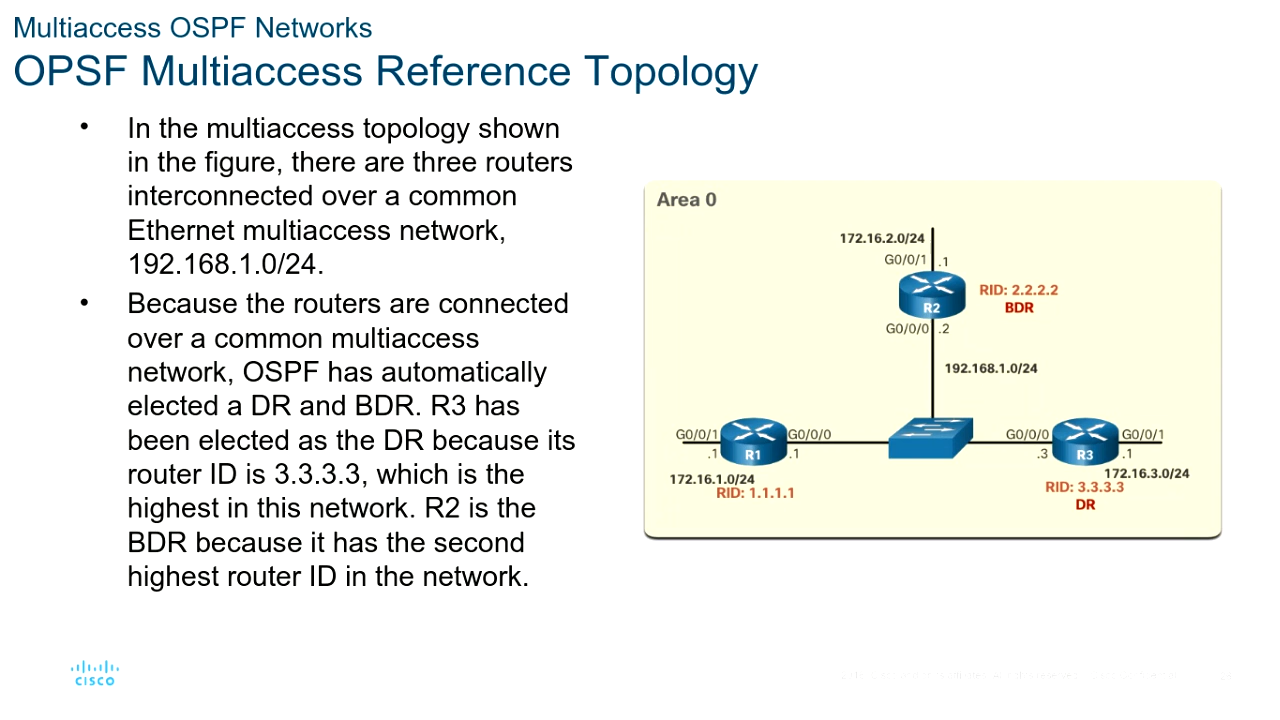 Multiaccess OSPF Networks
OPSF Multiaccess Reference Topology
• In the multiaccess topology shown
in the figure, there are three routers
interconnected over a common
Ethernet multiaccess network,
192.168.1.0/24.
• Because the routers are connected
over a common multiaccess
network, OSPF has automatically
elected a DR and BDR. R3 has
been elected as the DR because its
router ID is 3.3.3.3, which is the
highest in this network. R2 is the
BDR because it has the second
highest router ID in the network.
Area 0
172.16.2.0/24
G0/0/1 .1
R2
RID: 2.2.2.2
BDR
G0/0/0 .2
192.168.1.0/24
G0/0/1 G0/0/0
R1
.1 .1
172.16.1.0/24
RID: 1.1.1.1
G0/0/0 G0/0/1
R3
.3 .1
172.16.3.0/24
RID: 3.3.3.3
DR
CISCO